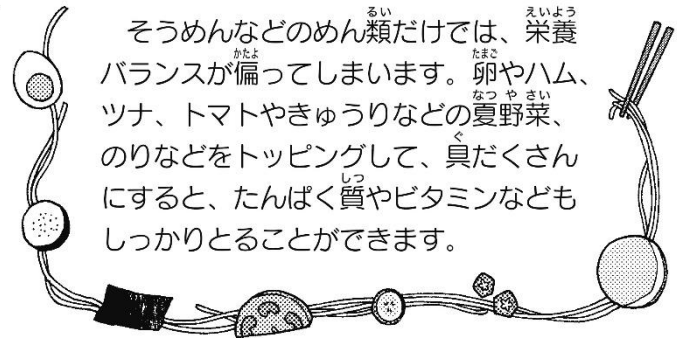 そうめんなどのめん類だけでは、栄養
バランスが偏ってしまいます。卵やハム、
ツナ、トマトやきゅうりなどの夏野菜、
のりなどをトッピングして、具だくさん
にすると、たんぱく質やビタミンなども
しっかりとることができます。